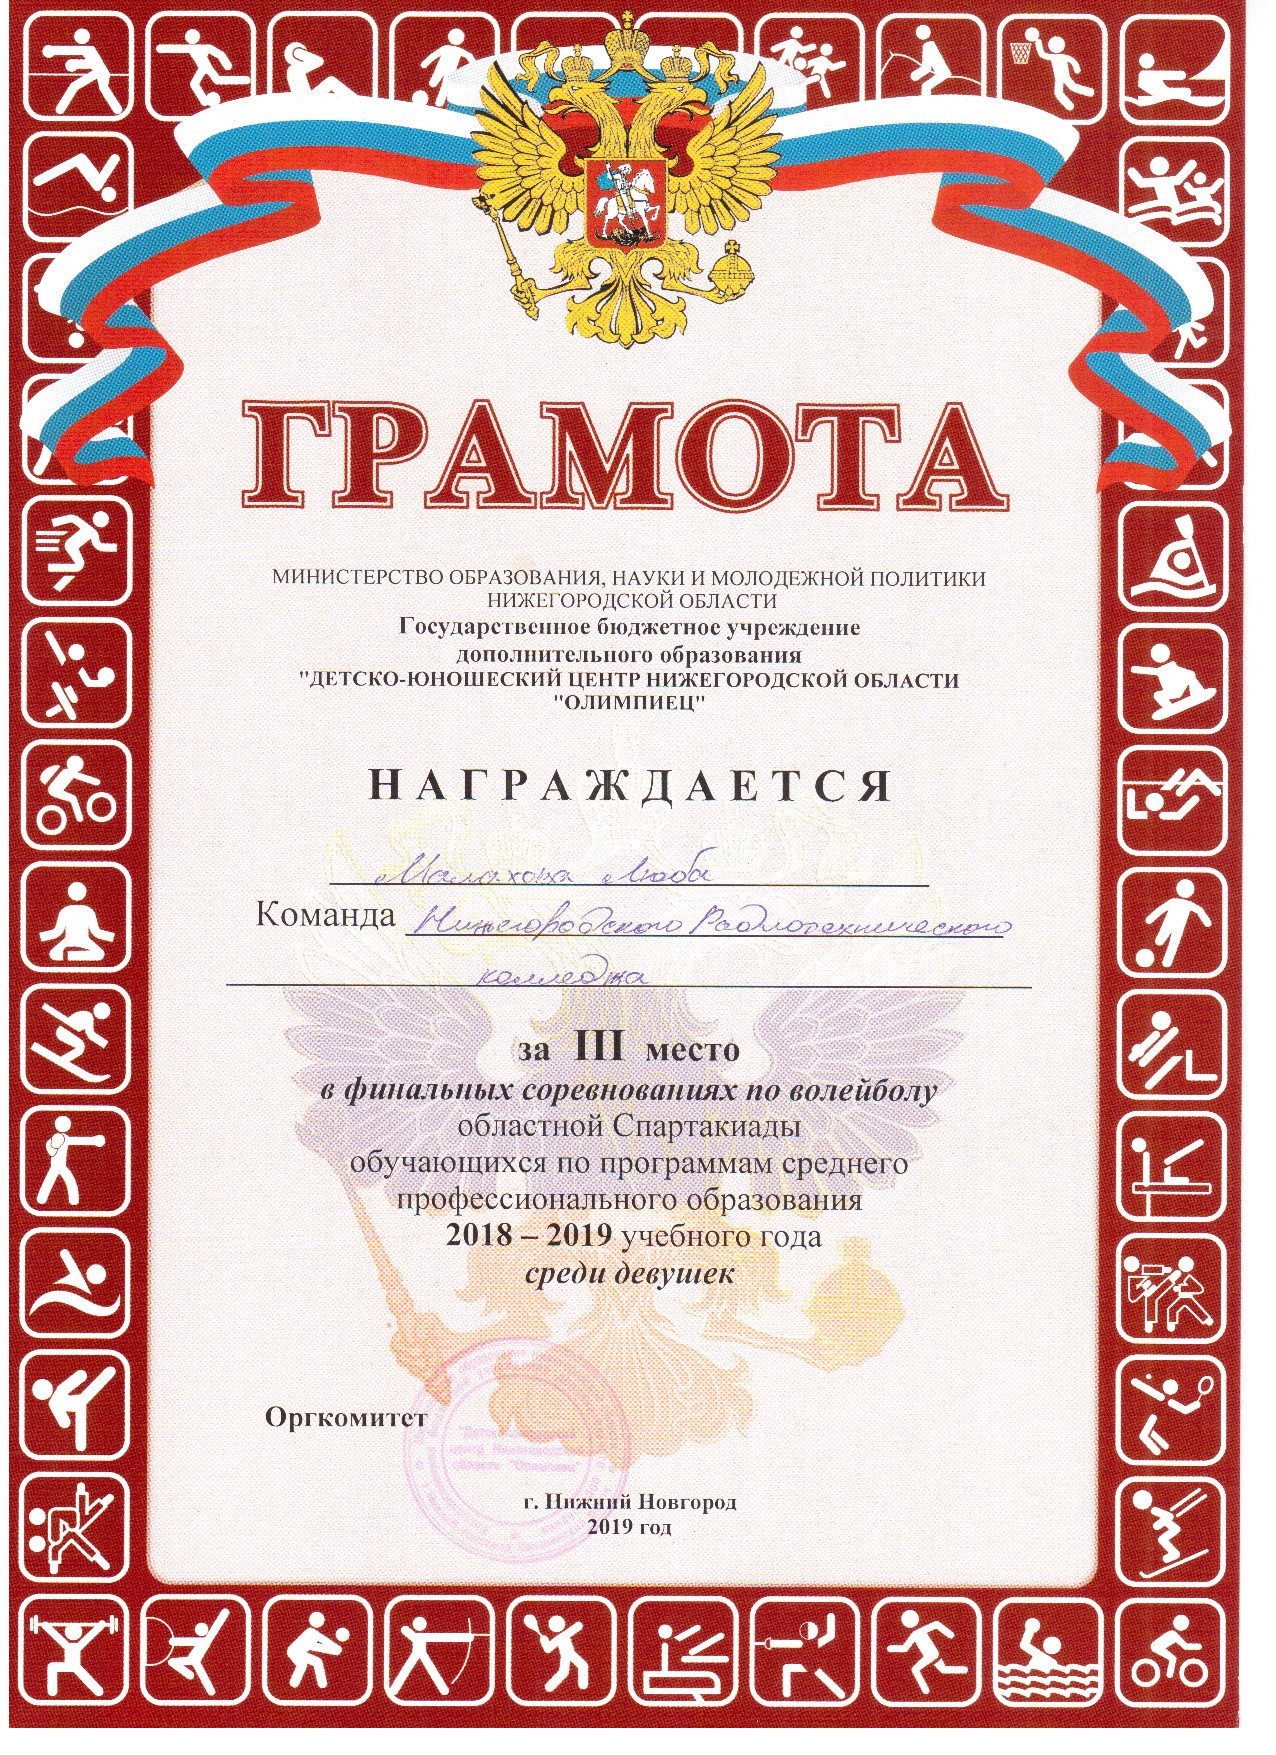 ГРАМОТА
МИНИСТЕРСТВО ОБРАЗОВАНИЯ, НАУКИ И МОЛОДЕЖНОЙ ПОЛИТИКИ
НИЖЕГОРОДСКОЙ ОБЛАСТИ
Государственное бюджетное учреждение
дополнительного образования
"ДЕТСКО-ЮНОШЕСКИЙ ЦЕНТР НИЖЕГОРОДСКОЙ ОБЛАСТИ
"ОЛИМПИЕЦ"
НАГРАЖДАЕТСЯ
Малахова Люба
Команда Нижегородского Радиотехнического
колледжа
за III место
в финальных соревнованиях по волейболу
областной Спартакиады
обучающихся по программам среднего
профессионального образования
2018 – 2019 учебного года
среди девушек
Оргкомитет
центр Нижегородской
области "Олимпиец"
г. Нижний Новгород
2019 год